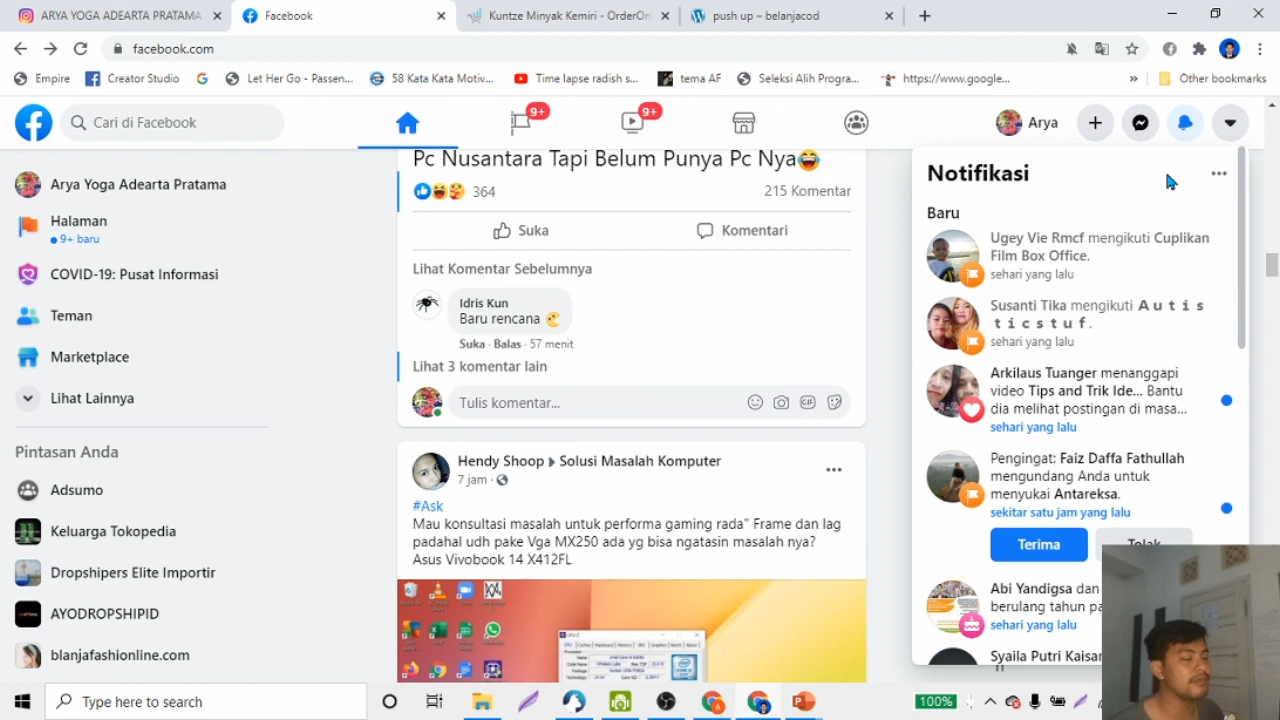 ARYA YOGA ADEARTA PRATAMA
Facebook
Kuntze Minyak Kemiri - OrderOn
push up – belanjacod
facebook.com
Empire
Creator Studio
Let Her Go - Passen...
58 Kata Kata Motiv...
Time lapse radish s...
tema AF
Seleksi Alih Progra...
https://www.google...
»
Other bookmarks
Cari di Facebook
9+
9+
Arya
Arya Yoga Adearta Pratama
Halaman
9+ baru
COVID-19: Pusat Informasi
Teman
Marketplace
Lihat Lainnya
Pintasan Anda
Adsumo
Keluarga Tokopedia
Dropshipers Elite Importir
AYODROPSHIPID
blanjafashionline.com
Pc Nusantara Tapi Belum Punya Pc Nya😂
364
215 Komentar
Suka
Komentari
Lihat Komentar Sebelumnya
Idris Kun
Baru rencana
Suka · Balas · 57 menit
Lihat 3 komentar lain
Tulis komentar...
GIF
Hendy Shoop ▸ Solusi Masalah Komputer
7 jam ·
#Ask
Mau konsultasi masalah untuk performa gaming rada" Frame dan lag
padahal udh pake Vga MX250 ada yg bisa ngatasin masalah nya?
Asus Vivobook 14 X412FL
Notifikasi
Baru
Ugey Vie Rmcf mengikuti Cuplikan
Film Box Office.
sehari yang lalu
Susanti Tika mengikuti A u t i s
t i c s t u f .
sehari yang lalu
Arkilaus Tuanger menanggapi
video Tips and Trik Ide... Bantu
dia melihat postingan di masa...
sehari yang lalu
Pengingat: Faiz Daffa Fathullah
mengundang Anda untuk
menyukai Antareksa.
sekitar satu jam yang lalu
Terima
Tolak
Abi Yandigsa dan
berulang tahun
sehari yang lalu
Syaila Putri
Type here to search
100%